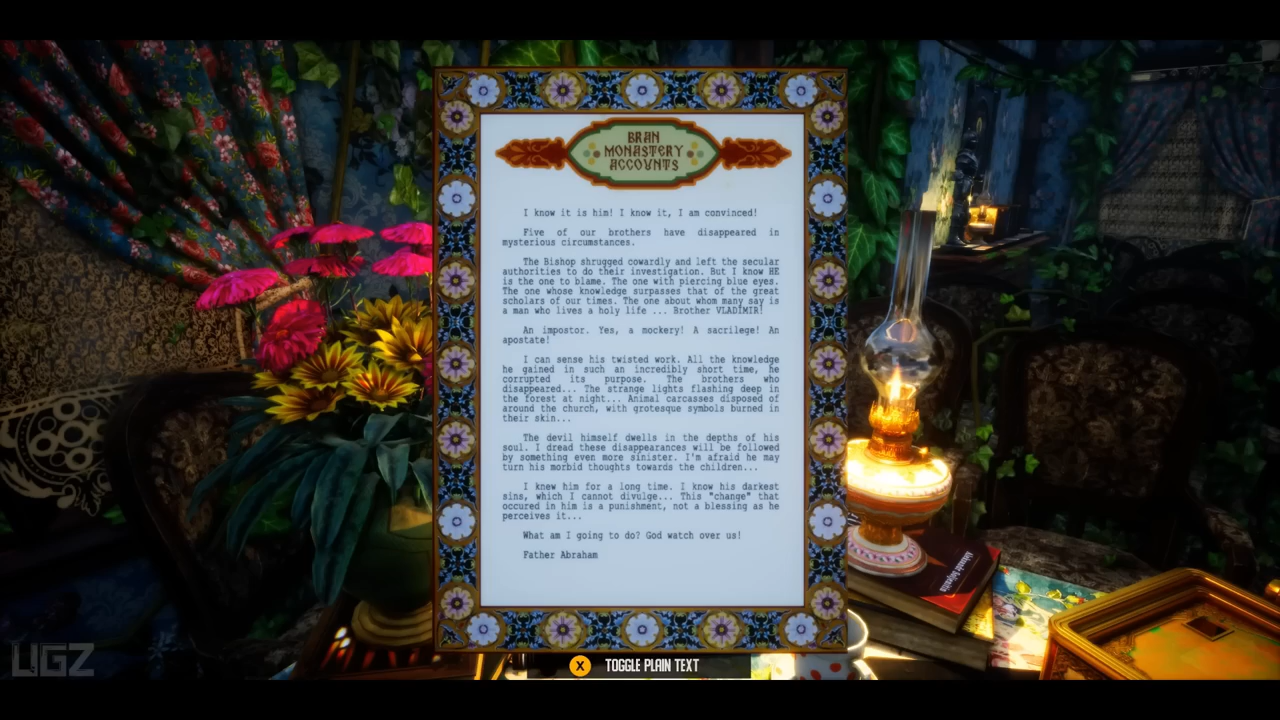 BRAN
MONASTERY
ACCOUNTS
I know it is him! I know it, I am convinced!
Five of our brothers have disappeared in
mysterious circumstances.
The Bishop shrugged cowardly and left the secular
authorities to do their investigation. But I know HE
is the one to blame. The one with piercing blue eyes.
The one whose knowledge surpasses that of the great
scholars of our times. The one about whom many say is
a man who lives a holy life ... Brother VLADIMIR!
An impostor. Yes, a mockery! A sacrilege! An
apostate!
I can sense his twisted work. All the knowledge
he gained in such an incredibly short time, he
corrupted its purpose. The brothers who
disappeared... The strange lights flashing deep in
the forest at night... Animal carcasses disposed of
around the church, with grotesque symbols burned in
their skin...
The devil himself dwells in the depths of his
soul. I dread these disappearances will be followed
by something even more sinister. I'm afraid he may
turn his morbid thoughts towards the children...
I knew him for a long time. I know his darkest
sins, which I cannot divulge... This "change" that
occured in him is a punishment, not a blessing as he
perceives it...
What am I going to do? God watch over us!
Father Abraham
X TOGGLE PLAIN TEXT
UGZ